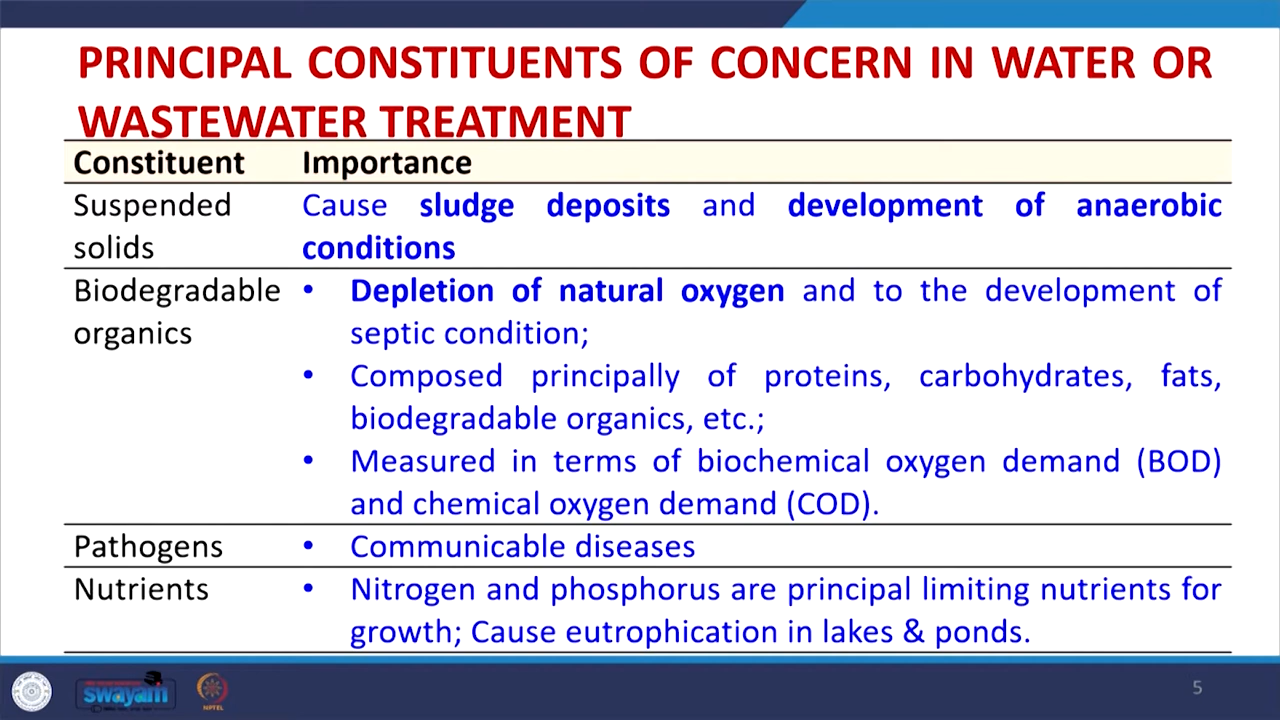 PRINCIPAL CONSTITUENTS OF CONCERN IN WATER OR
WASTEWATER TREATMENT
Constituent Importance
Suspended solids
Cause sludge deposits and development of anaerobic
conditions
Biodegradable organics
• Depletion of natural oxygen and to the development of
septic condition;
• Composed principally of proteins, carbohydrates, fats,
biodegradable organics, etc.;
• Measured in terms of biochemical oxygen demand (BOD)
and chemical oxygen demand (COD).
Pathogens • Communicable diseases
Nutrients • Nitrogen and phosphorus are principal limiting nutrients for
growth; Cause eutrophication in lakes & ponds.
swayam
NPTEL
5